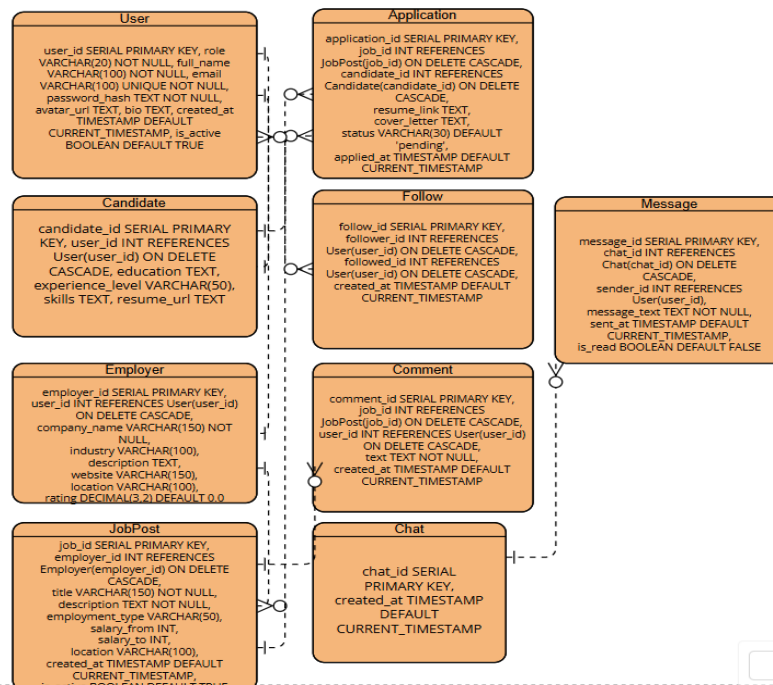 User
user_id SERIAL PRIMARY KEY, role
VARCHAR(20) NOT NULL, full_name
VARCHAR(100) NOT NULL, email
VARCHAR(100) UNIQUE NOT NULL,
password_hash TEXT NOT NULL,
avatar_url TEXT, bio TEXT, created_at
TIMESTAMP DEFAULT
CURRENT_TIMESTAMP, is_active
BOOLEAN DEFAULT TRUE
Application
application_id SERIAL PRIMARY KEY,
job_id INT REFERENCES
JobPost(job_id) ON DELETE CASCADE,
candidate_id INT REFERENCES
Candidate(candidate_id) ON DELETE
CASCADE,
resume_link TEXT,
cover_letter TEXT,
status VARCHAR(30) DEFAULT
'pending',
applied_at TIMESTAMP DEFAULT
CURRENT_TIMESTAMP
Candidate
candidate_id SERIAL PRIMARY
KEY, user_id INT REFERENCES
User(user_id) ON DELETE
CASCADE, education TEXT,
experience_level VARCHAR(50),
skills TEXT, resume_url TEXT
Follow
follow_id SERIAL PRIMARY KEY,
follower_id INT REFERENCES
User(user_id) ON DELETE CASCADE,
followed_id INT REFERENCES
User(user_id) ON DELETE CASCADE,
created_at TIMESTAMP DEFAULT
CURRENT_TIMESTAMP
Message
message_id SERIAL PRIMARY KEY,
chat_id INT REFERENCES
Chat(chat_id) ON DELETE
CASCADE,
sender_id INT REFERENCES
User(user_id),
message_text TEXT NOT NULL,
sent_at TIMESTAMP DEFAULT
CURRENT_TIMESTAMP,
is_read BOOLEAN DEFAULT FALSE
Employer
employer_id SERIAL PRIMARY KEY,
user_id INT REFERENCES User(user_id)
ON DELETE CASCADE,
company_name VARCHAR(150) NOT
NULL,
industry VARCHAR(100),
description TEXT,
website VARCHAR(150),
location VARCHAR(100),
rating DECIMAL(3,2) DEFAULT 0.0
Comment
comment_id SERIAL PRIMARY KEY,
job_id INT REFERENCES
JobPost(job_id) ON DELETE CASCADE,
user_id INT REFERENCES User(user_id)
ON DELETE CASCADE,
text TEXT NOT NULL,
created_at TIMESTAMP DEFAULT
CURRENT_TIMESTAMP
JobPost
job_id SERIAL PRIMARY KEY,
employer_id INT REFERENCES
Employer(employer_id) ON DELETE
CASCADE,
title VARCHAR(150) NOT NULL,
description TEXT NOT NULL,
employment_type VARCHAR(50),
salary_from INT,
salary_to INT,
location VARCHAR(100),
created_at TIMESTAMP DEFAULT
CURRENT_TIMESTAMP,
BOOLEAN DEFAULT TRUE
Chat
chat_id SERIAL
PRIMARY KEY,
created_at TIMESTAMP
DEFAULT
CURRENT_TIMESTAMP